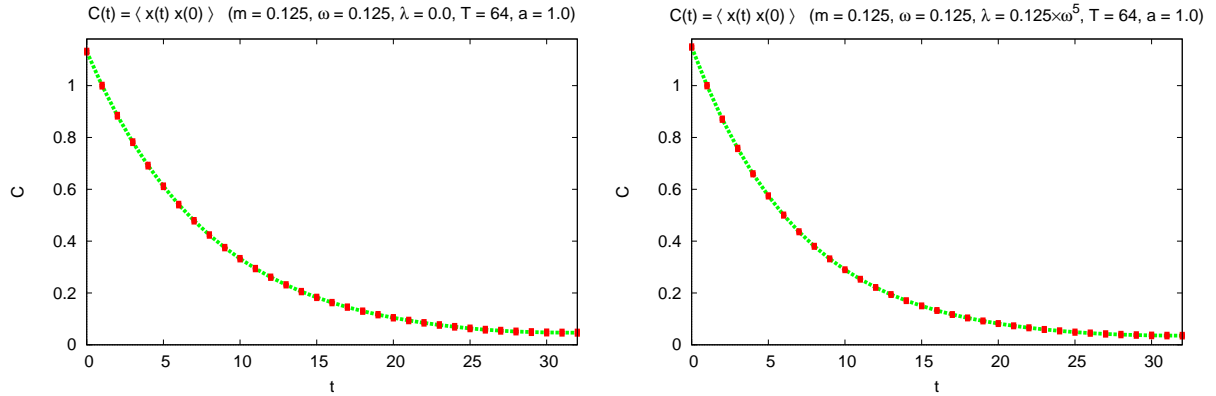 C(t) = ⟨ x(t) x(0) ⟩ (m = 0.125, ω = 0.125, λ = 0.0, T = 64, a = 1.0)
1
0.8
0.6
0.4
0.2
0
C
0 5 10 15 20 25 30
t
C(t) = ⟨ x(t) x(0) ⟩ (m = 0.125, ω = 0.125, λ = 0.125×ω⁵, T = 64, a = 1.0)
1
0.8
0.6
0.4
0.2
0
C
0 5 10 15 20 25 30
t